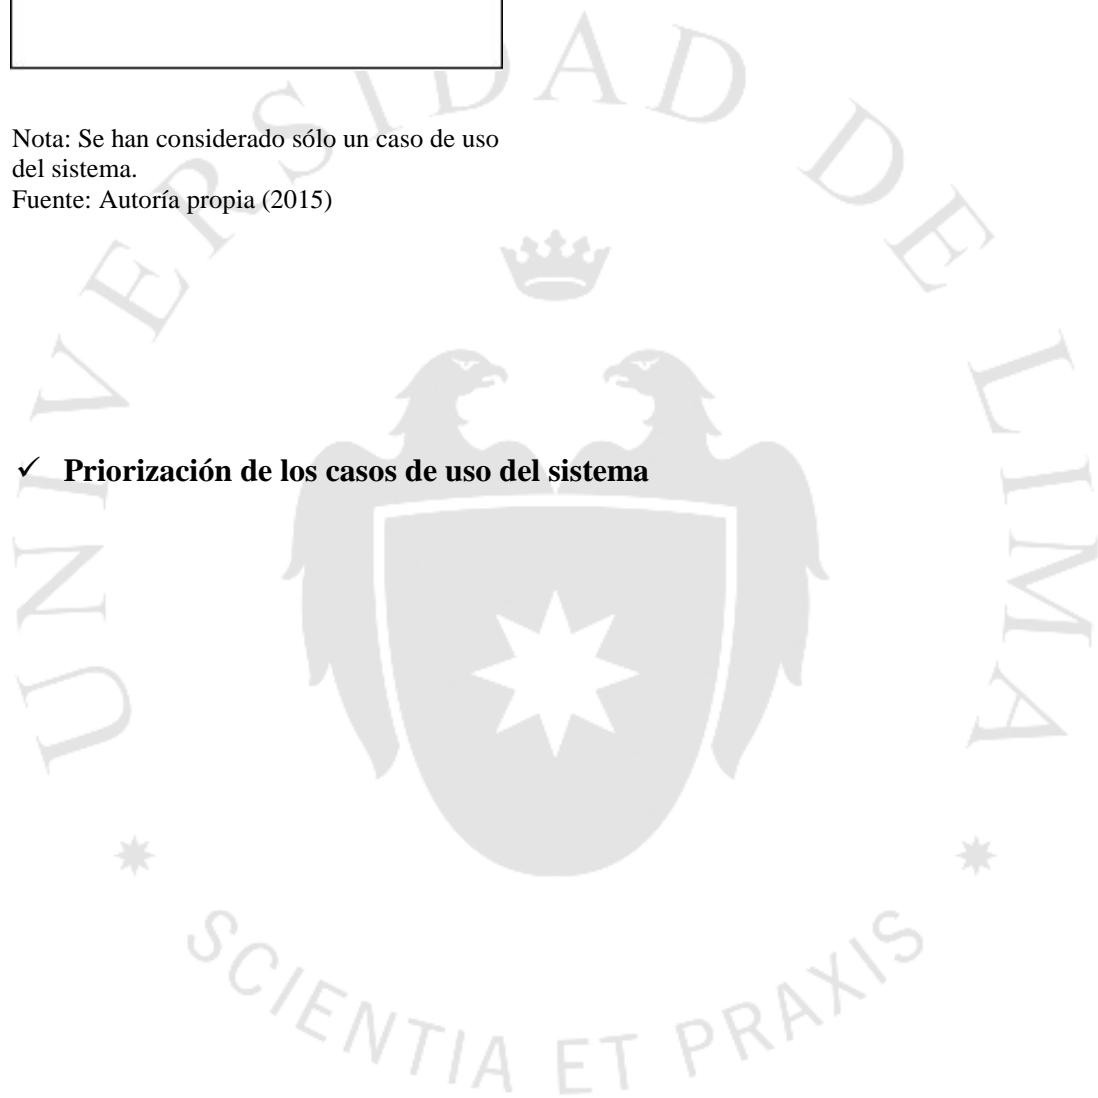 Nota: Se han considerado sólo un caso de uso
del sistema.
Fuente: Autoría propia (2015)
✓ Priorización de los casos de uso del sistema
UNIVERSIDAD DE LIMA
SCIENTIA ET PRAXIS